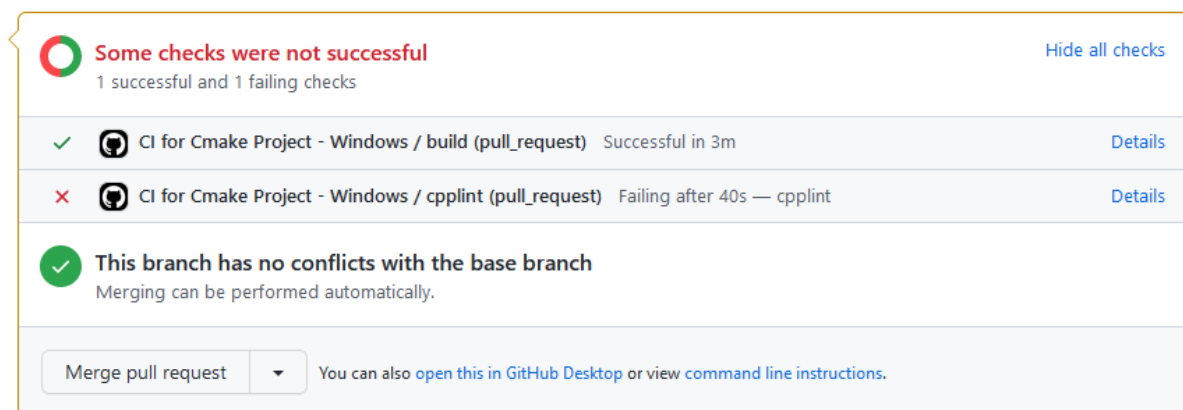 Some checks were not successful
Hide all checks
1 successful and 1 failing checks
CI for Cmake Project - Windows / build (pull_request) Successful in 3m
Details
CI for Cmake Project - Windows / cpplint (pull_request) Failing after 40s — cpplint
Details
This branch has no conflicts with the base branch
Merging can be performed automatically.
Merge pull request
You can also open this in GitHub Desktop or view command line instructions.